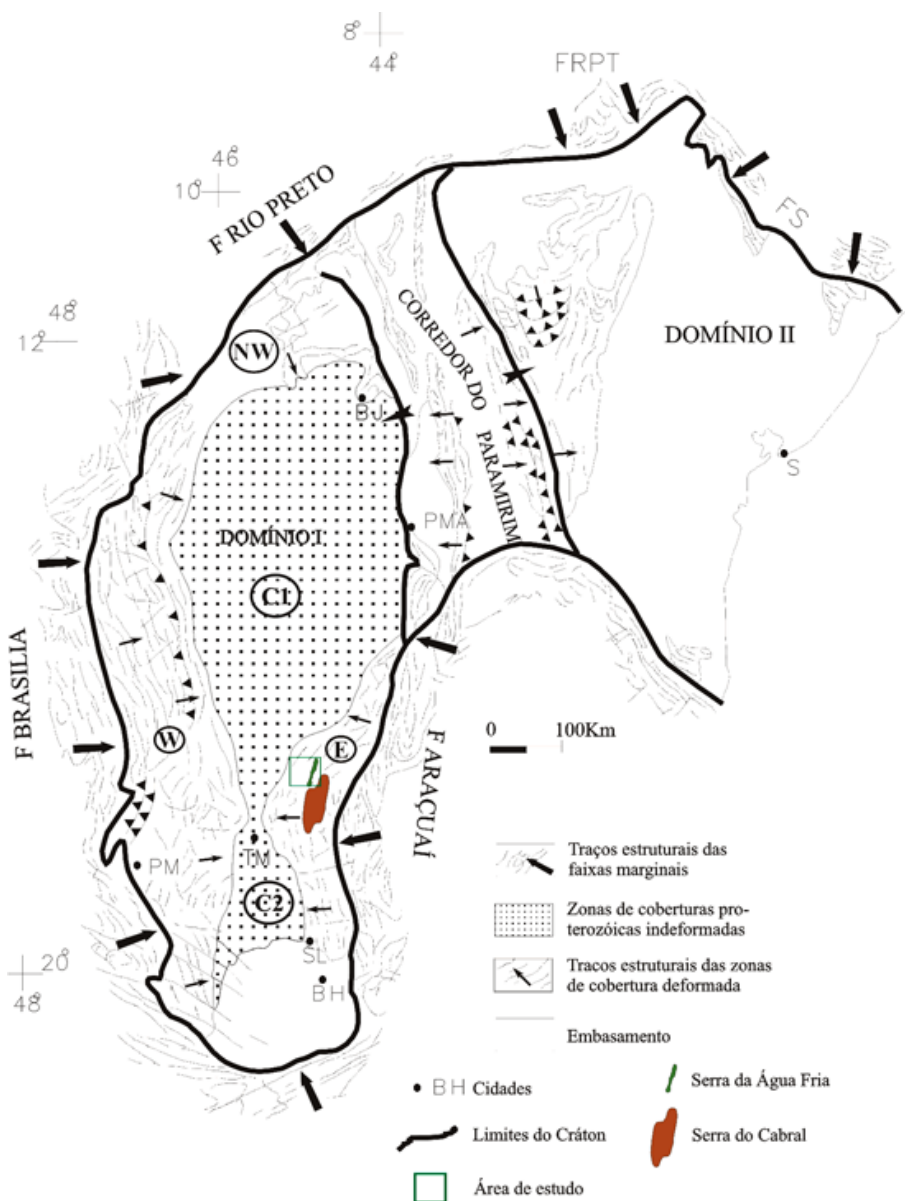 8°
44°
FRPT
46°
10°
F RIO PRETO
FS
48°
12°
NW
CORREDOR DO PARAMIRIM
DOMÍNIO II
BJ
S
PMA
DOMÍNIO I
C1
F BRASILIA
W
E
F ARAÇUAÍ
0 100Km
TM
PM
C2
SL
BH
20°
48°
Traços estruturais das
faixas marginais
Zonas de coberturas pro-
terozóicas indeformadas
Tracos estruturais das zonas
de cobertura deformada
Embasamento
BH Cidades
Serra da Água Fria
Limites do Cráton
Serra do Cabral
Área de estudo